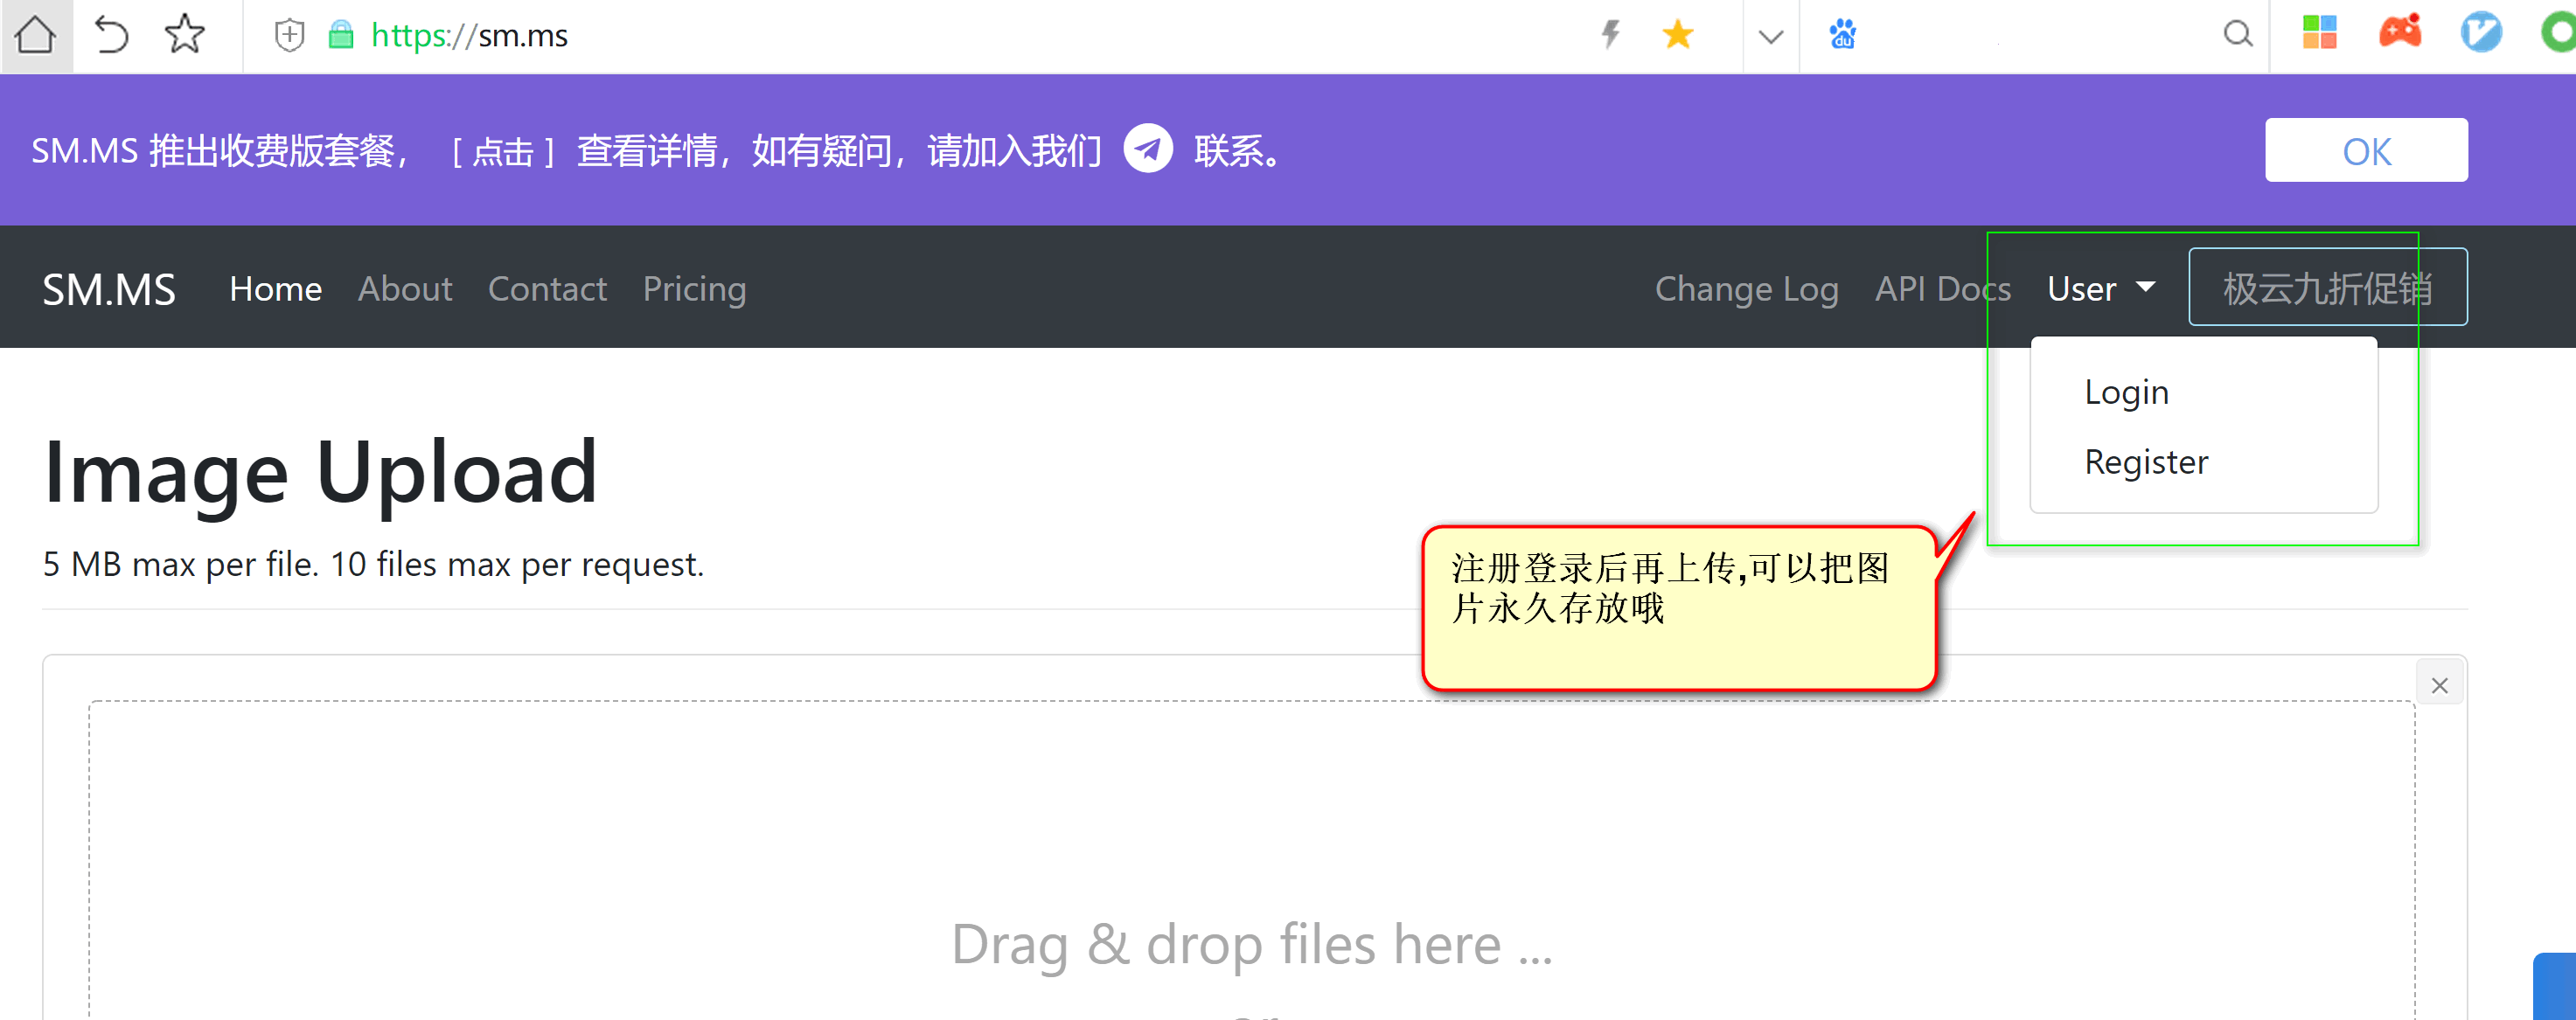 https://sm.ms
SM.MS 推出收费版套餐, [ 点击 ] 查看详情，如有疑问，请加入我们 联系。
OK
SM.MS Home About Contact Pricing Change Log API Docs User 极云九折促销
Login
Register
Image Upload
5 MB max per file. 10 files max per request.
注册登录后再上传,可以把图
片永久存放哦
Drag & drop files here ...